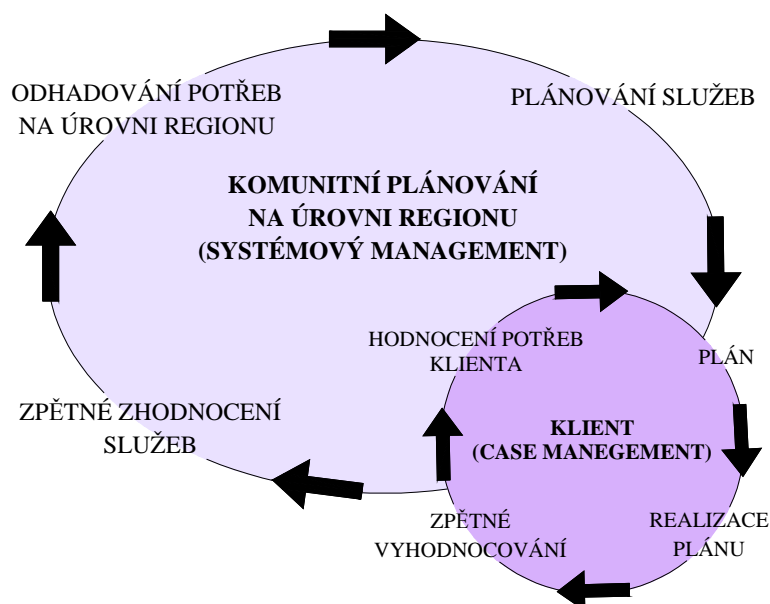 ODHADOVÁNÍ POTŘEB
NA ÚROVNI REGIONU
PLÁNOVÁNÍ SLUŽEB
KOMUNITNÍ PLÁNOVÁNÍ
NA ÚROVNI REGIONU
(SYSTÉMOVÝ MANAGEMENT)
HODNOCENÍ POTŘEB
KLIENTA
PLÁN
ZPĚTNÉ ZHODNOCENÍ
SLUŽEB
KLIENT
(CASE MANEGEMENT)
ZPĚTNÉ
VYHODNOCOVÁNÍ
REALIZACE
PLÁNU